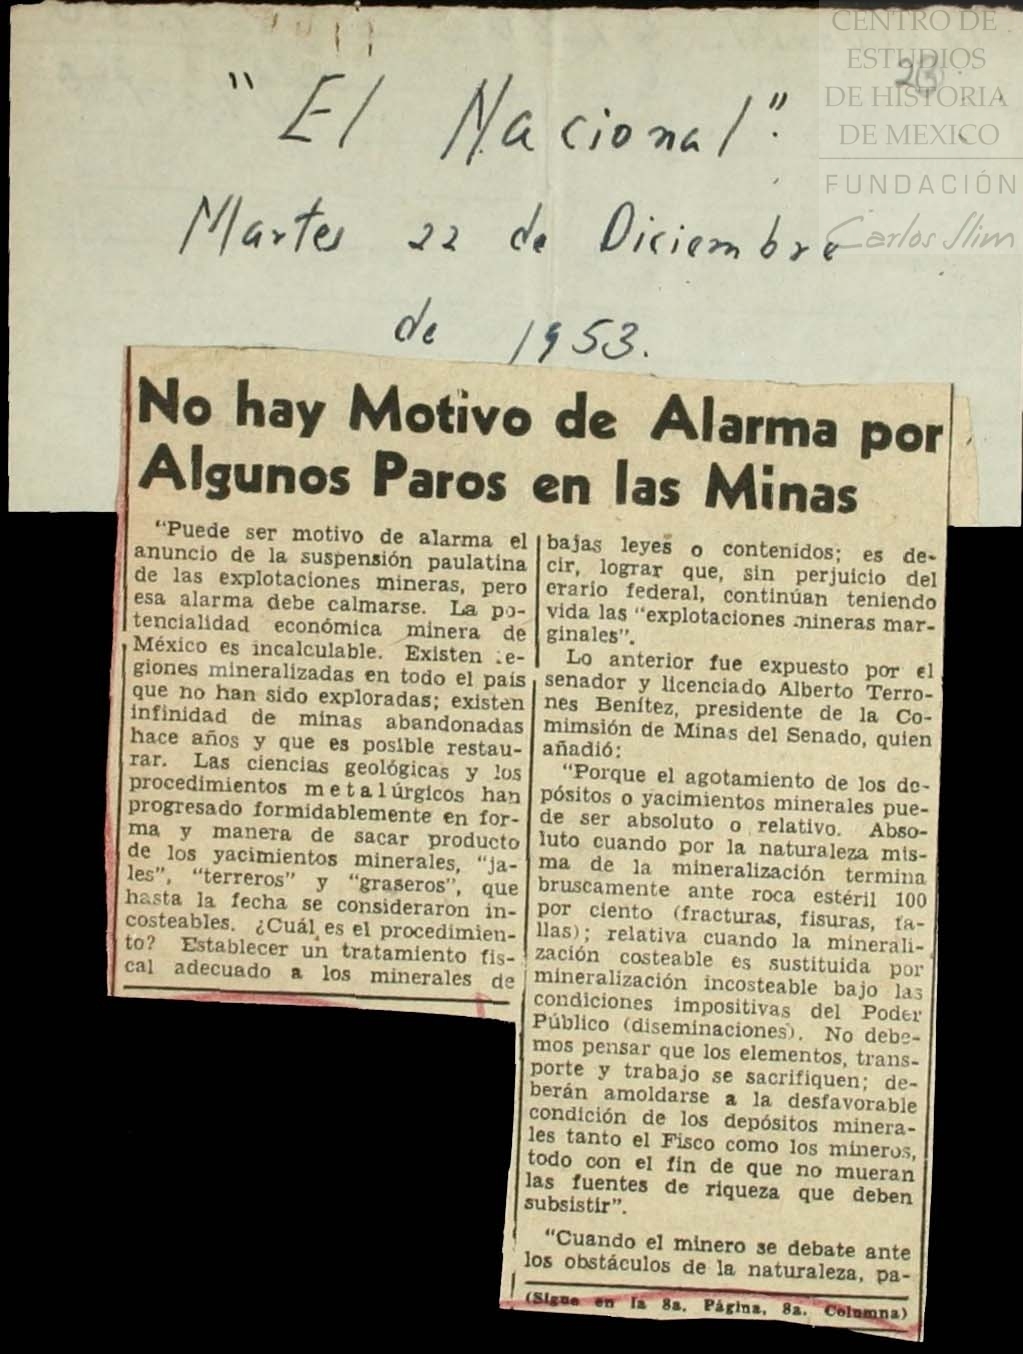 CENTRO DE
ESTUDIOS
DE HISTORIA
DE MEXICO
FUNDACIÓN
Carlos Slim
"El Nacional".
Martes 22 de Diciembre
de 1953.
No hay Motivo de Alarma por
Algunos Paros en las Minas
"Puede ser motivo de alarma el
anuncio de la suspensión paulatina
de las explotaciones mineras, pero
esa alarma debe calmarse. La po-
tencialidad económica minera de
México es incalculable. Existen re-
giones mineralizadas en todo el país
que no han sido exploradas; existen
infinidad de minas abandonadas
hace años y que es posible restau-
rar. Las ciencias geológicas y los
procedimientos metalúrgicos han
progresado formidablemente en for-
ma y manera de sacar producto
de los yacimientos minerales, "ja-
les", "terreros" y "graseros", que
hasta la fecha se consideraron in-
costeables. ¿Cuál es el procedimien-
to? Establecer un tratamiento fis-
cal adecuado a los minerales de
bajas leyes o contenidos; es de-
cir, lograr que, sin perjuicio del
erario federal, continúan teniendo
vida las "explotaciones mineras mar-
ginales".
Lo anterior fue expuesto por el
senador y licenciado Alberto Terro-
nes Benítez, presidente de la Co-
mimsión de Minas del Senado, quien
añadió:
"Porque el agotamiento de los de-
pósitos o yacimientos minerales pue-
de ser absoluto o relativo. Abso-
luto cuando por la naturaleza mis-
ma de la mineralización termina
bruscamente ante roca estéril 100
por ciento (fracturas, fisuras, fa-
llas); relativa cuando la minerali-
zación costeable es sustituida por
mineralización incosteable bajo las
condiciones impositivas del Poder
Público (diseminaciones). No debe-
mos pensar que los elementos, trans-
porte y trabajo se sacrifiquen; de-
berán amoldarse a la desfavorable
condición de los depósitos minera-
les tanto el Fisco como los mineros,
todo con el fin de que no mueran
las fuentes de riqueza que deben
subsistir".
"Cuando el minero se debate ante
los obstáculos de la naturaleza, pa-
(Sigue en la 8a. Página, 8a. Columna)